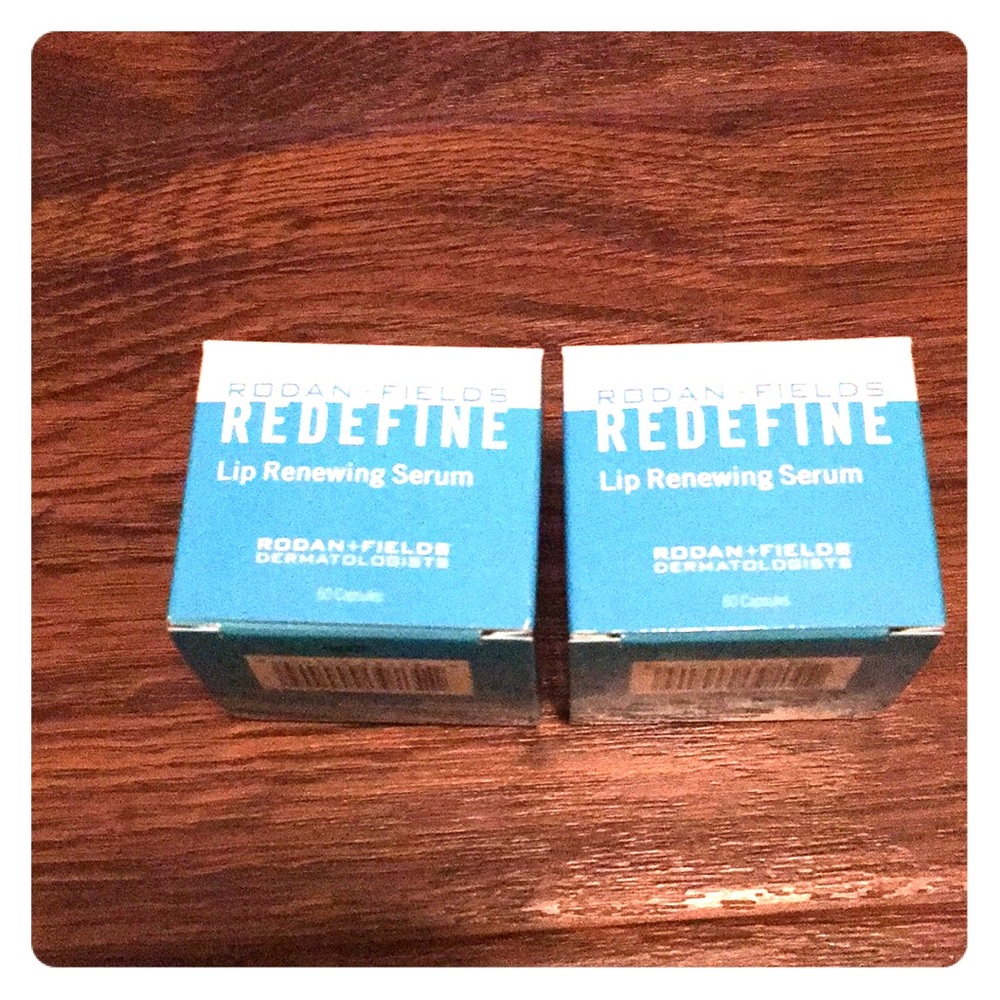 RODAN+FIELDS
REDEFINE
Lip Renewing Serum
RODAN+FIELDS
DERMATOLOGISTS
60 Capsules
RODAN+FIELDS
REDEFINE
Lip Renewing Serum
RODAN+FIELDS
DERMATOLOGISTS
60 Capsules